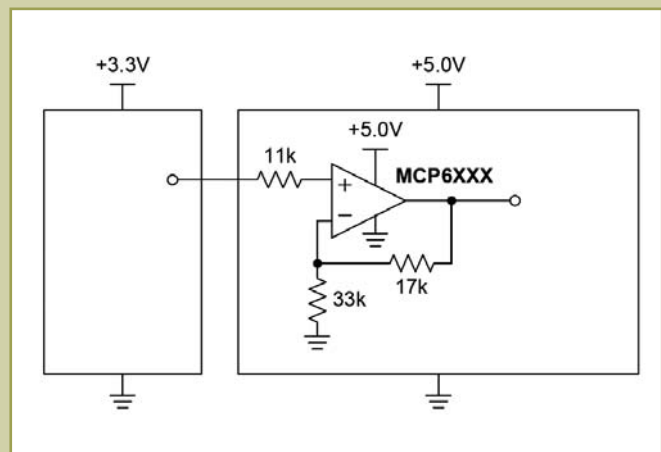 +3.3V
+5.0V
+5.0V
11k
MCP6XXX
+
−
17k
33k